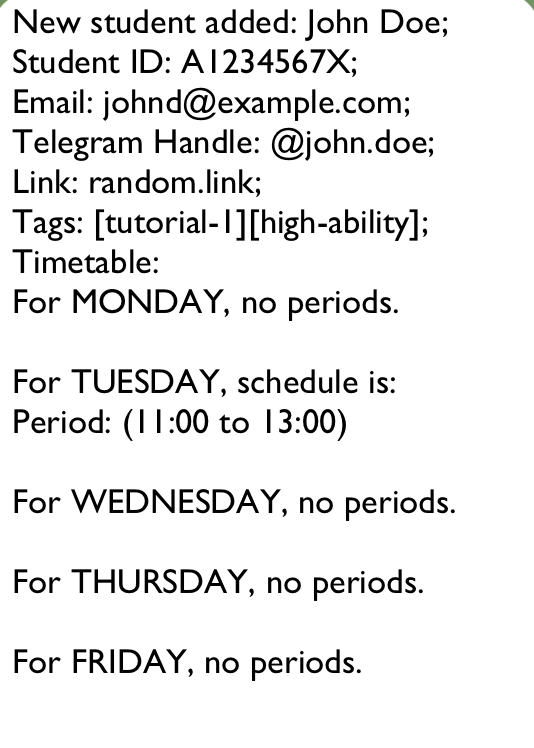 New student added: John Doe;
Student ID: A1234567X;
Email: johnd@example.com;
Telegram Handle: @john.doe;
Link: random.link;
Tags: [tutorial-1][high-ability];
Timetable:
For MONDAY, no periods.
For TUESDAY, schedule is:
Period: (11:00 to 13:00)
For WEDNESDAY, no periods.
For THURSDAY, no periods.
For FRIDAY, no periods.